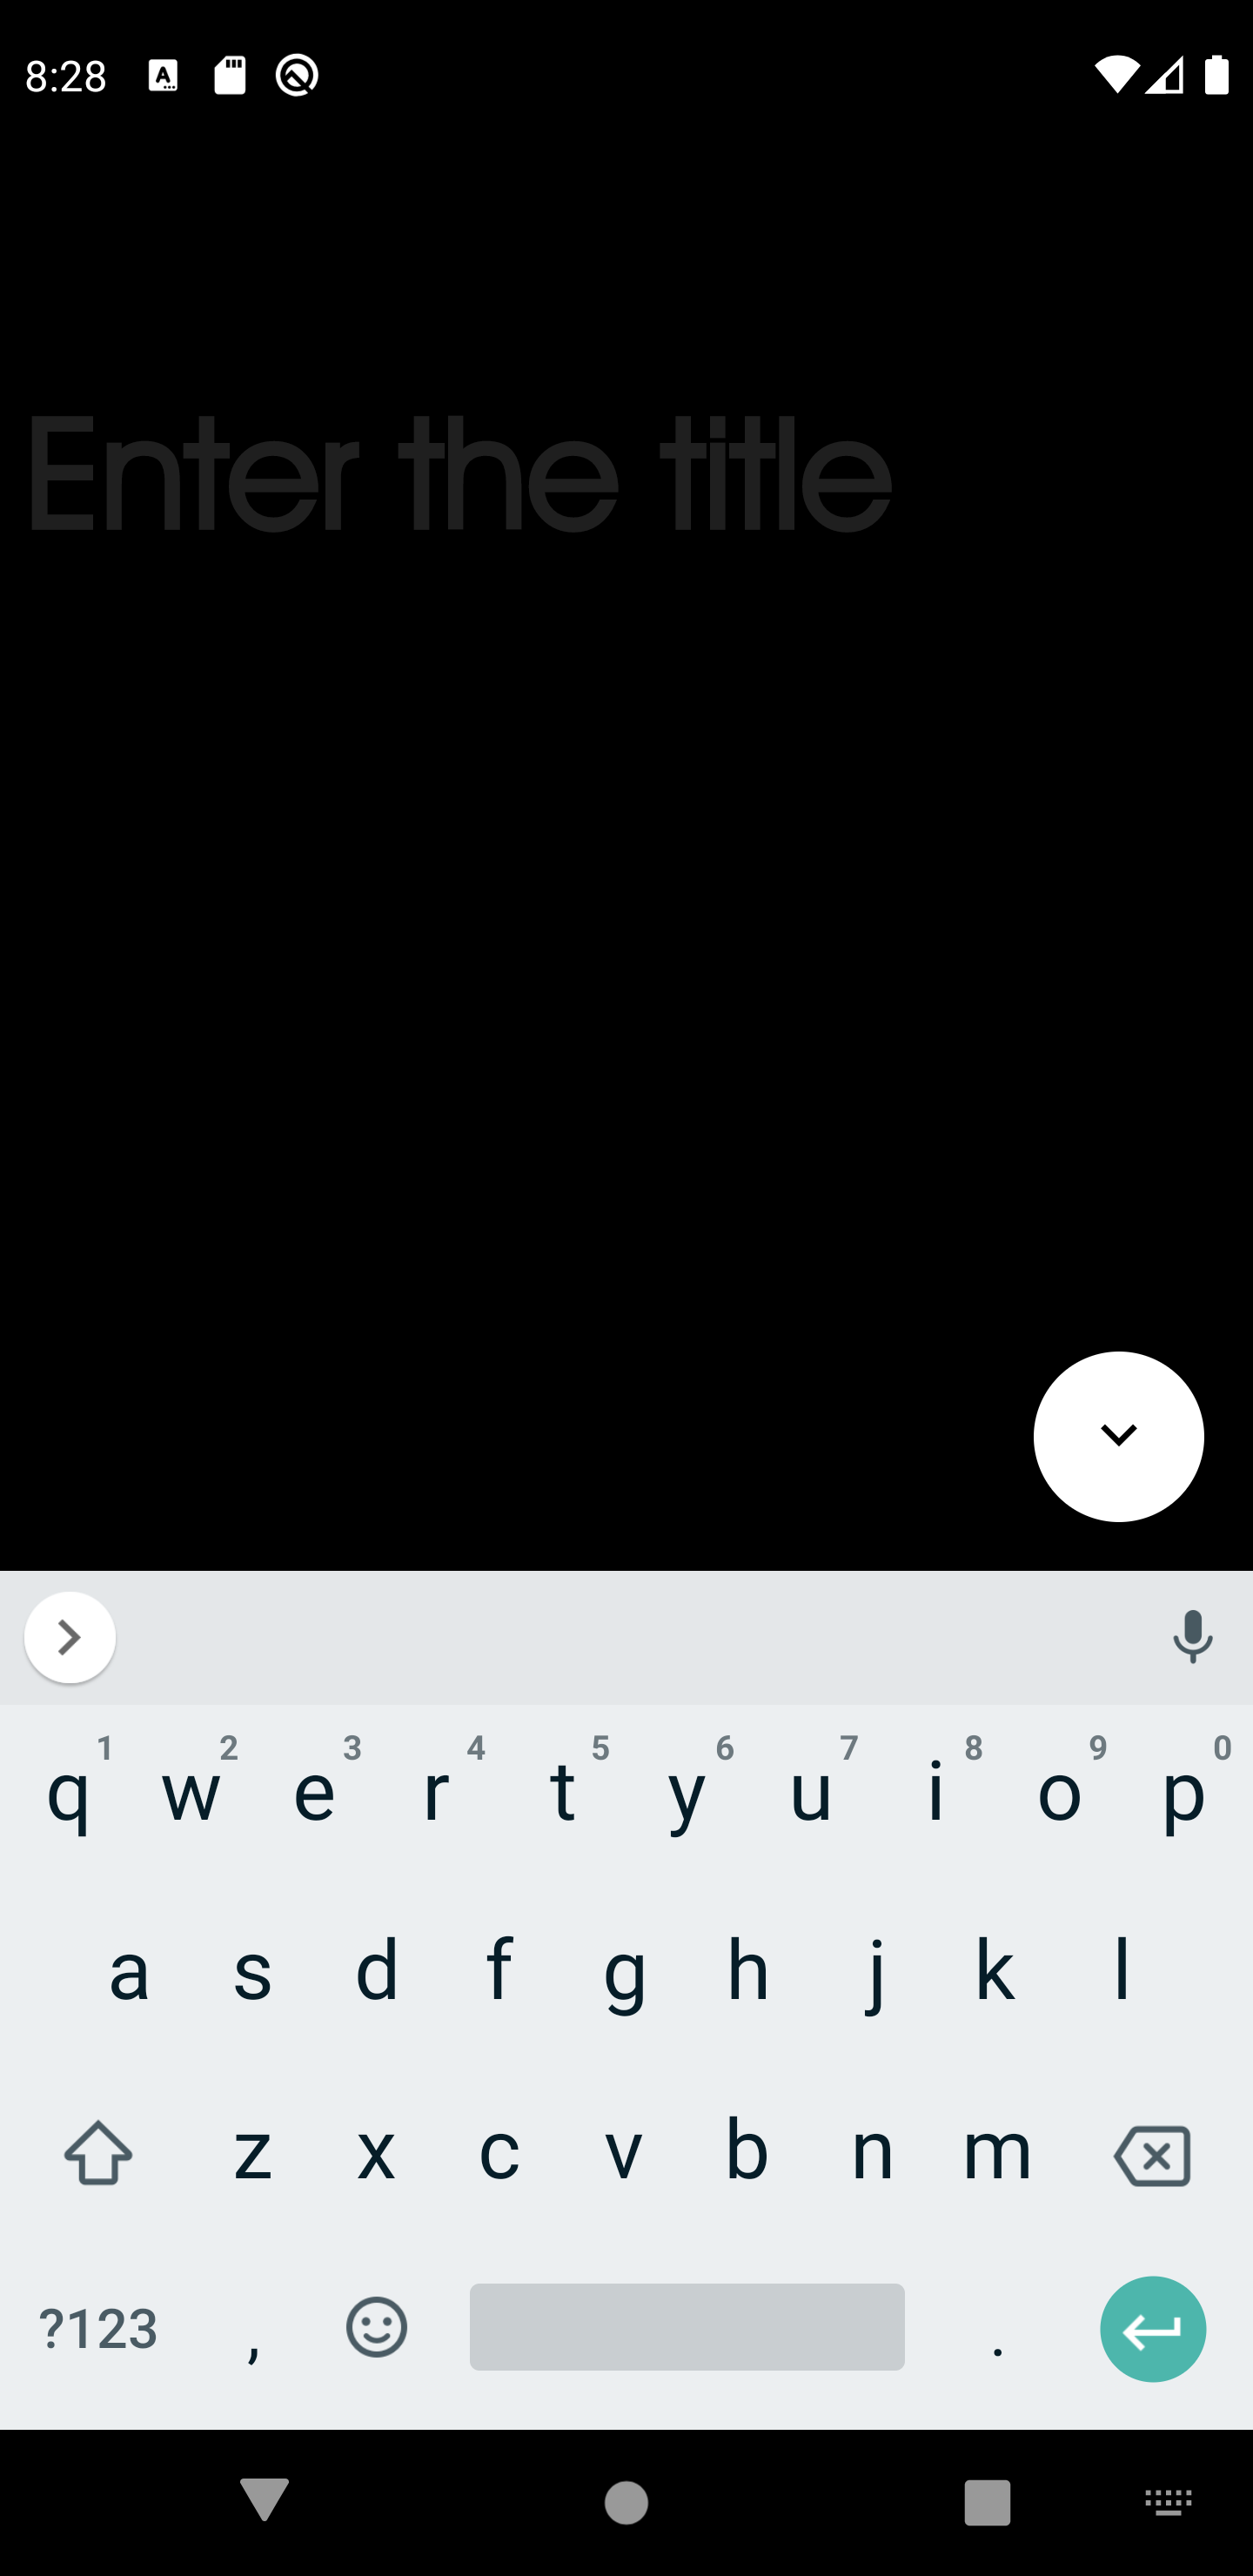 8:28
Enter the title
1 2 3 4 5 6 7 8 9 0
q w e r t y u i o p
a s d f g h j k l
z x c v b n m
?123 , .